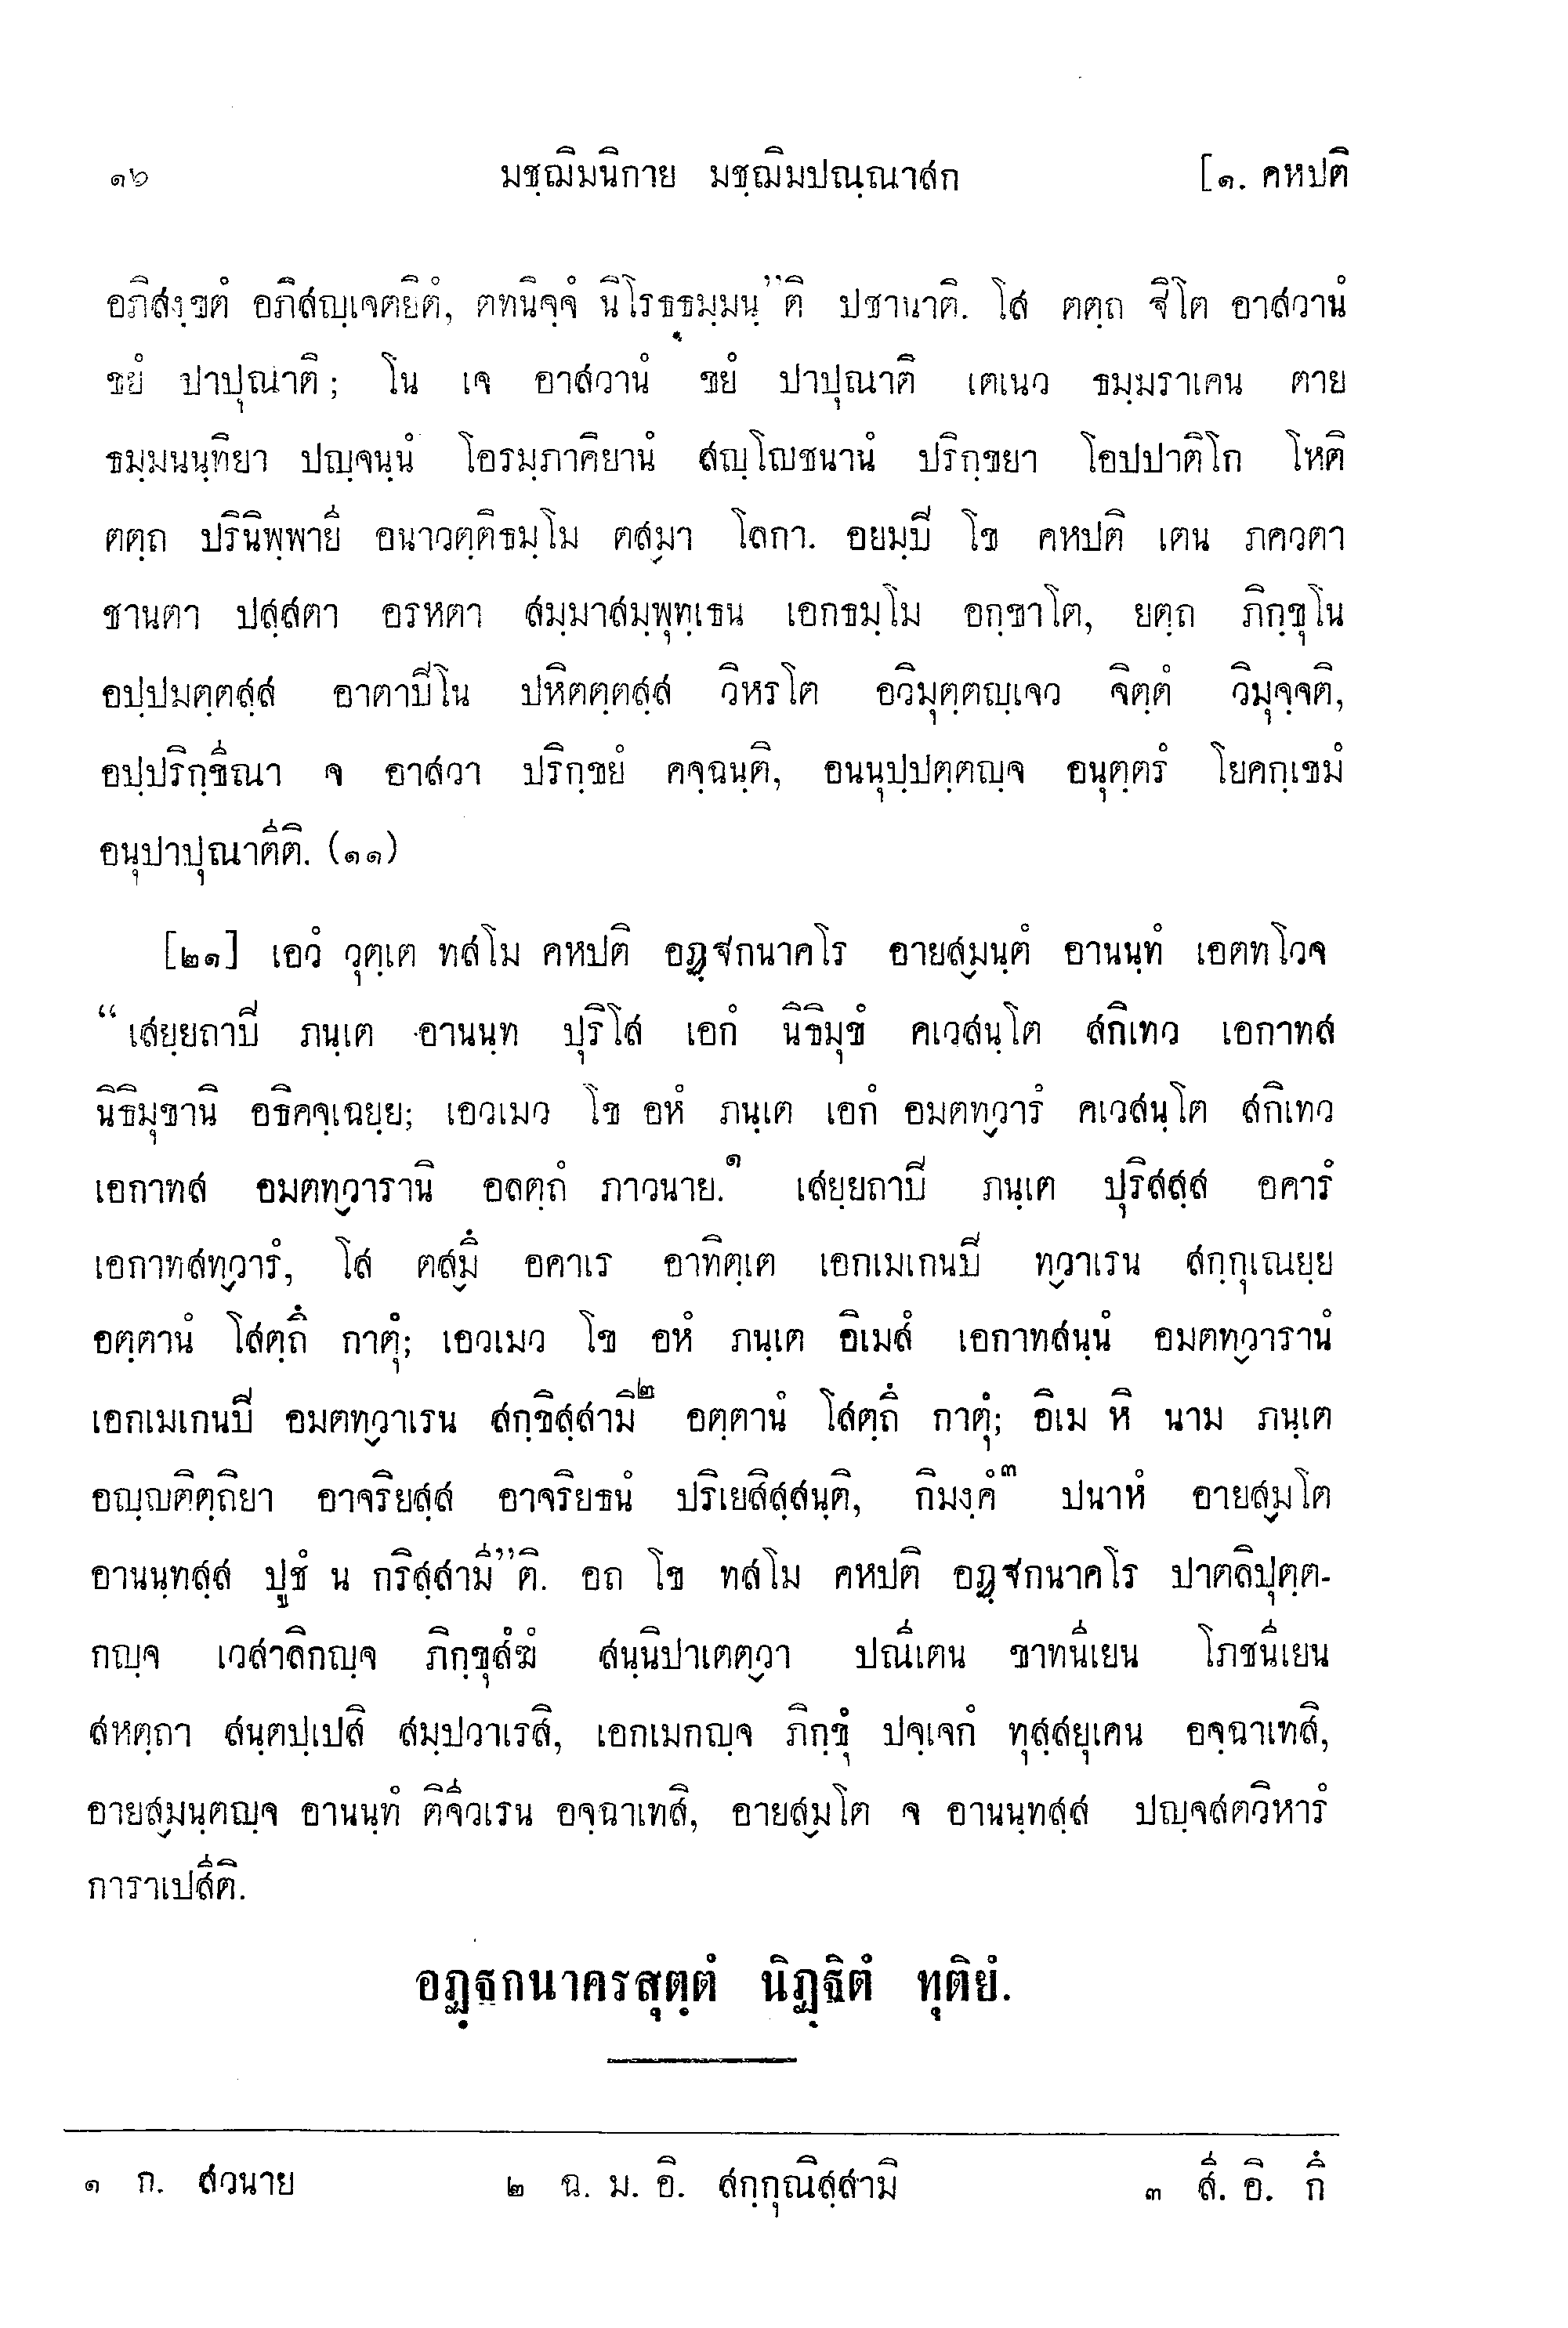 ๑๖ มชฺฌิมนิกาย มชฺฌิมปณฺณาสก [๑. คหปติ
อภิสงฺขตํ อภิสญฺเจตยิตํ, ตทนิจฺจํ นิโรธธมฺมนฺ”ติ ปชานาติ. โส ตตฺถ ฐิโต อาสวานํ
ขยํ ปาปุณาติ; โน เจ อาสวานํ ขยํ ปาปุณาติ เตเนว ธมฺมราเคน ตาย
ธมฺมนนฺทิยา ปญฺจนฺนํ โอรมฺภาคิยานํ สญฺโญชนานํ ปริกฺขยา โอปปาติโก โหติ
ตตฺถ ปรินิพฺพายี อนาวตฺติธมฺโม ตสฺมา โลกา. อยมฺปิ โข คหปติ เตน ภควตา
ชานตา ปสฺสตา อรหตา สมฺมาสมฺพุทฺเธน เอกธมฺโม อกฺขาโต, ยตฺถ ภิกฺขุโน
อปฺปมตฺตสฺส อาตาปิโน ปหิตตฺตสฺส วิหรโต อวิมุตฺตญฺเจว จิตฺตํ วิมุจฺจติ,
อปฺปริกฺขีณา จ อาสวา ปริกฺขยํ คจฺฉนฺติ, อนนุปฺปตฺตญฺจ อนุตฺตรํ โยคกฺเขมํ
อนุปาปุณาตีติ. (๑๑)
[๒๑] เอวํ วุตฺเต ทสโม คหปติ อฏฺฐกนาคโร อายสฺมนฺตํ อานนฺทํ เอตทโวจ
“เสยฺยถาปิ ภนฺเต อานนฺท ปุริโส เอกํ นิธิมุขํ คเวสนฺโต สกิเทว เอกาทส
นิธิมุขานิ อธิคจฺเฉยฺย; เอวเมว โข อหํ ภนฺเต เอกํ อมตทฺวารํ คเวสนฺโต สกิเทว
เอกาทส อมตทฺวารานิ อลตฺถํ ภาวนาย.๑ เสยฺยถาปิ ภนฺเต ปุริสสฺส อคารํ
เอกาทสทฺวารํ, โส ตสฺมึ อคาเร อาทิตฺเต เอกเมเกนปิ ทฺวาเรน สกฺกุเณยฺย
อตฺตานํ โสตฺถึ กาตุํ; เอวเมว โข อหํ ภนฺเต อิเมสํ เอกาทสนฺนํ อมตทฺวารานํ
เอกเมเกนปิ อมตทฺวาเรน สกฺขิสฺสามิ๒ อตฺตานํ โสตฺถึ กาตุํ; อิเม หิ นาม ภนฺเต
อญฺญติตฺถิยา อาจริยสฺส อาจริยธนํ ปริเยสิสฺสนฺติ, กิมงฺคํ๓ ปนาหํ อายสฺมโต
อานนฺทสฺส ปูชํ น กริสฺสามี”ติ. อถ โข ทสโม คหปติ อฏฺฐกนาคโร ปาตลิปุตฺต-
กญฺจ เวสาลิกญฺจ ภิกฺขุสํฆํ สนฺนิปาเตตฺวา ปณีเตน ขาทนีเยน โภชนีเยน
สหตฺถา สนฺตปฺเปสิ สมฺปวาเรสิ, เอกเมกญฺจ ภิกฺขุํ ปจฺเจกํ ทุสฺสยุเคน อจฺฉาเทสิ,
อายสฺมนฺตญฺจ อานนฺทํ ติจีวเรน อจฺฉาเทสิ, อายสฺมโต จ อานนฺทสฺส ปญฺจสตวิหารํ
การาเปสีติ.
อฏฺฐกนาครสุตฺตํ นิฏฺฐิตํ ทุติยํ.
๑ ก. สวนาย ๒ ฉ. ม. อิ. สกฺกุณิสฺสามิ ๓ สี. อิ. กึ